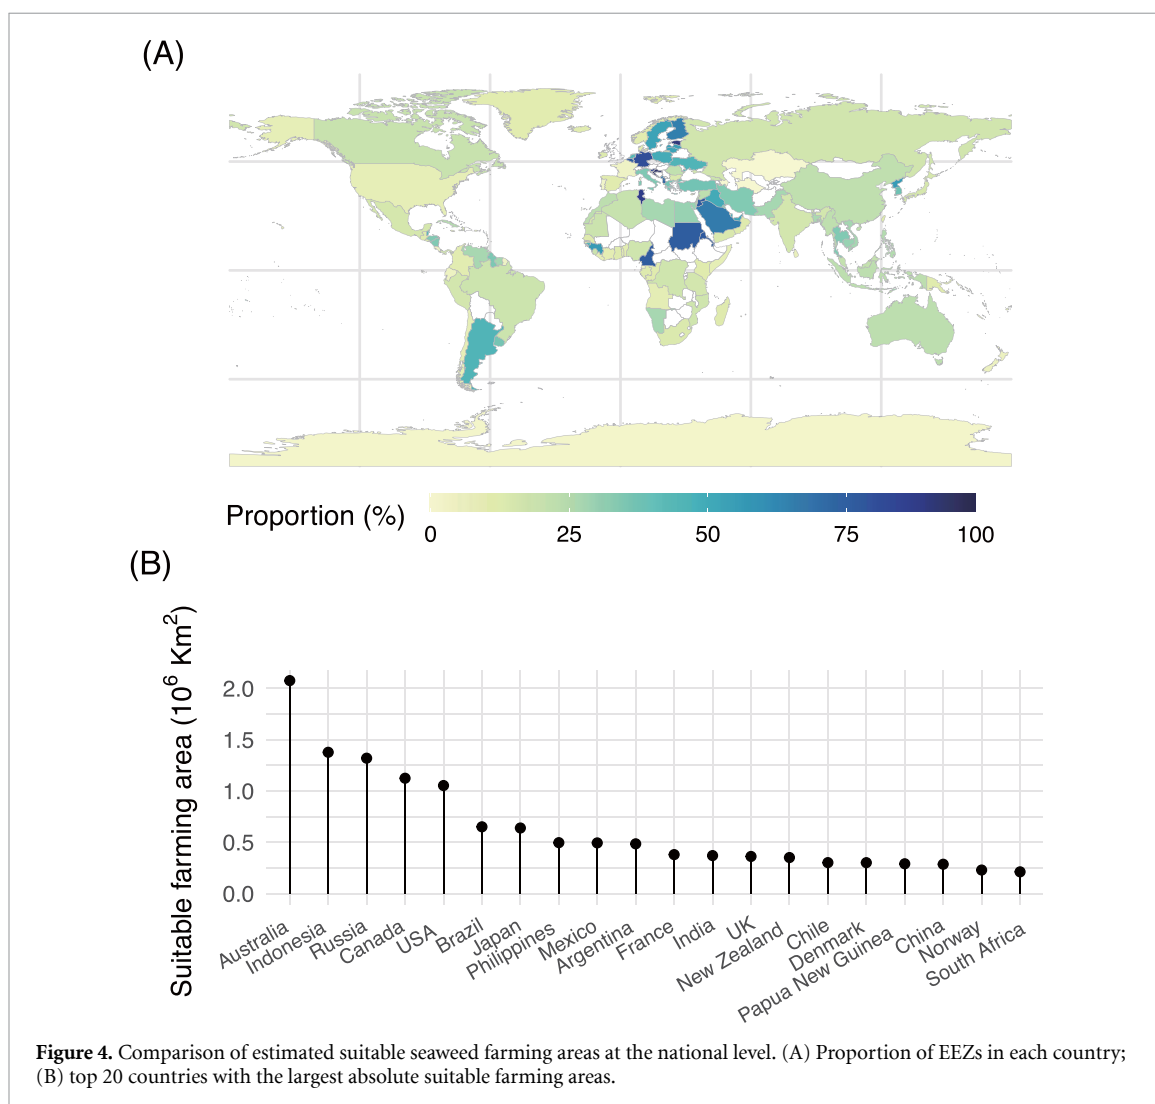 (A)
Proportion (%)
0 25 50 75 100
(B)
Suitable farming area (10⁶ Km²)
2.0
1.5
1.0
0.5
0.0
Australia
Indonesia
Russia
Canada
USA
Brazil
Japan
Philippines
Mexico
Argentina
France
India
UK
New Zealand
Chile
Denmark
Papua New Guinea
China
Norway
South Africa
Figure 4. Comparison of estimated suitable seaweed farming areas at the national level. (A) Proportion of EEZs in each country;
(B) top 20 countries with the largest absolute suitable farming areas.